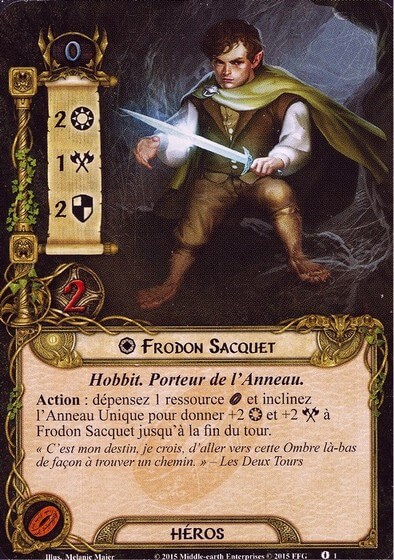 0
2
1
2
2
Frodon Sacquet
Hobbit. Porteur de l'Anneau.
Action : dépensez 1 ressource et inclinez
l'Anneau Unique pour donner +2 et +2 à
Frodon Sacquet jusqu'à la fin du tour.
« C'est mon destin, je crois, d'aller vers cette Ombre là-bas
de façon à trouver un chemin. » – Les Deux Tours
HÉROS
Illus. Melanie Maier © 2015 Middle-earth Enterprises © 2015 FFG 1